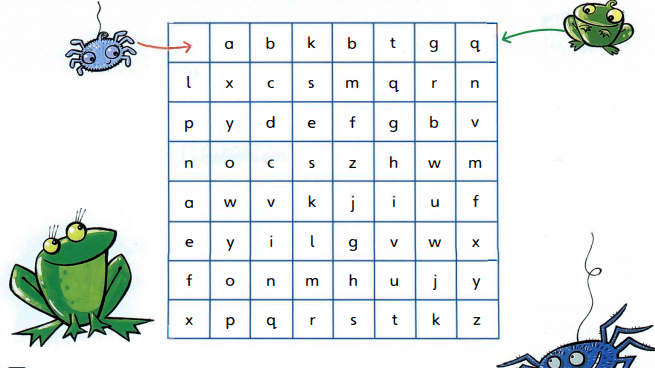 a b k b t g q
l x c s m q r n
p y d e f g b v
n o c s z h w m
a w v k j i u f
e y i l g v w x
f o n m h u j y
x p q r s t k z